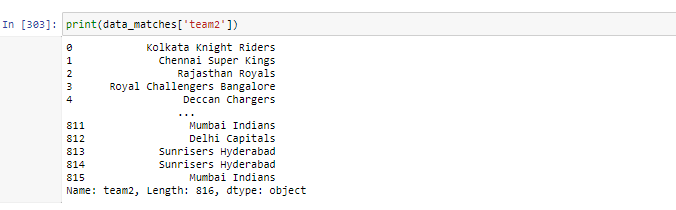 In [303]: print(data_matches['team2'])
0 Kolkata Knight Riders
1 Chennai Super Kings
2 Rajasthan Royals
3 Royal Challengers Bangalore
4 Deccan Chargers
...
811 Mumbai Indians
812 Delhi Capitals
813 Sunrisers Hyderabad
814 Sunrisers Hyderabad
815 Mumbai Indians
Name: team2, Length: 816, dtype: object